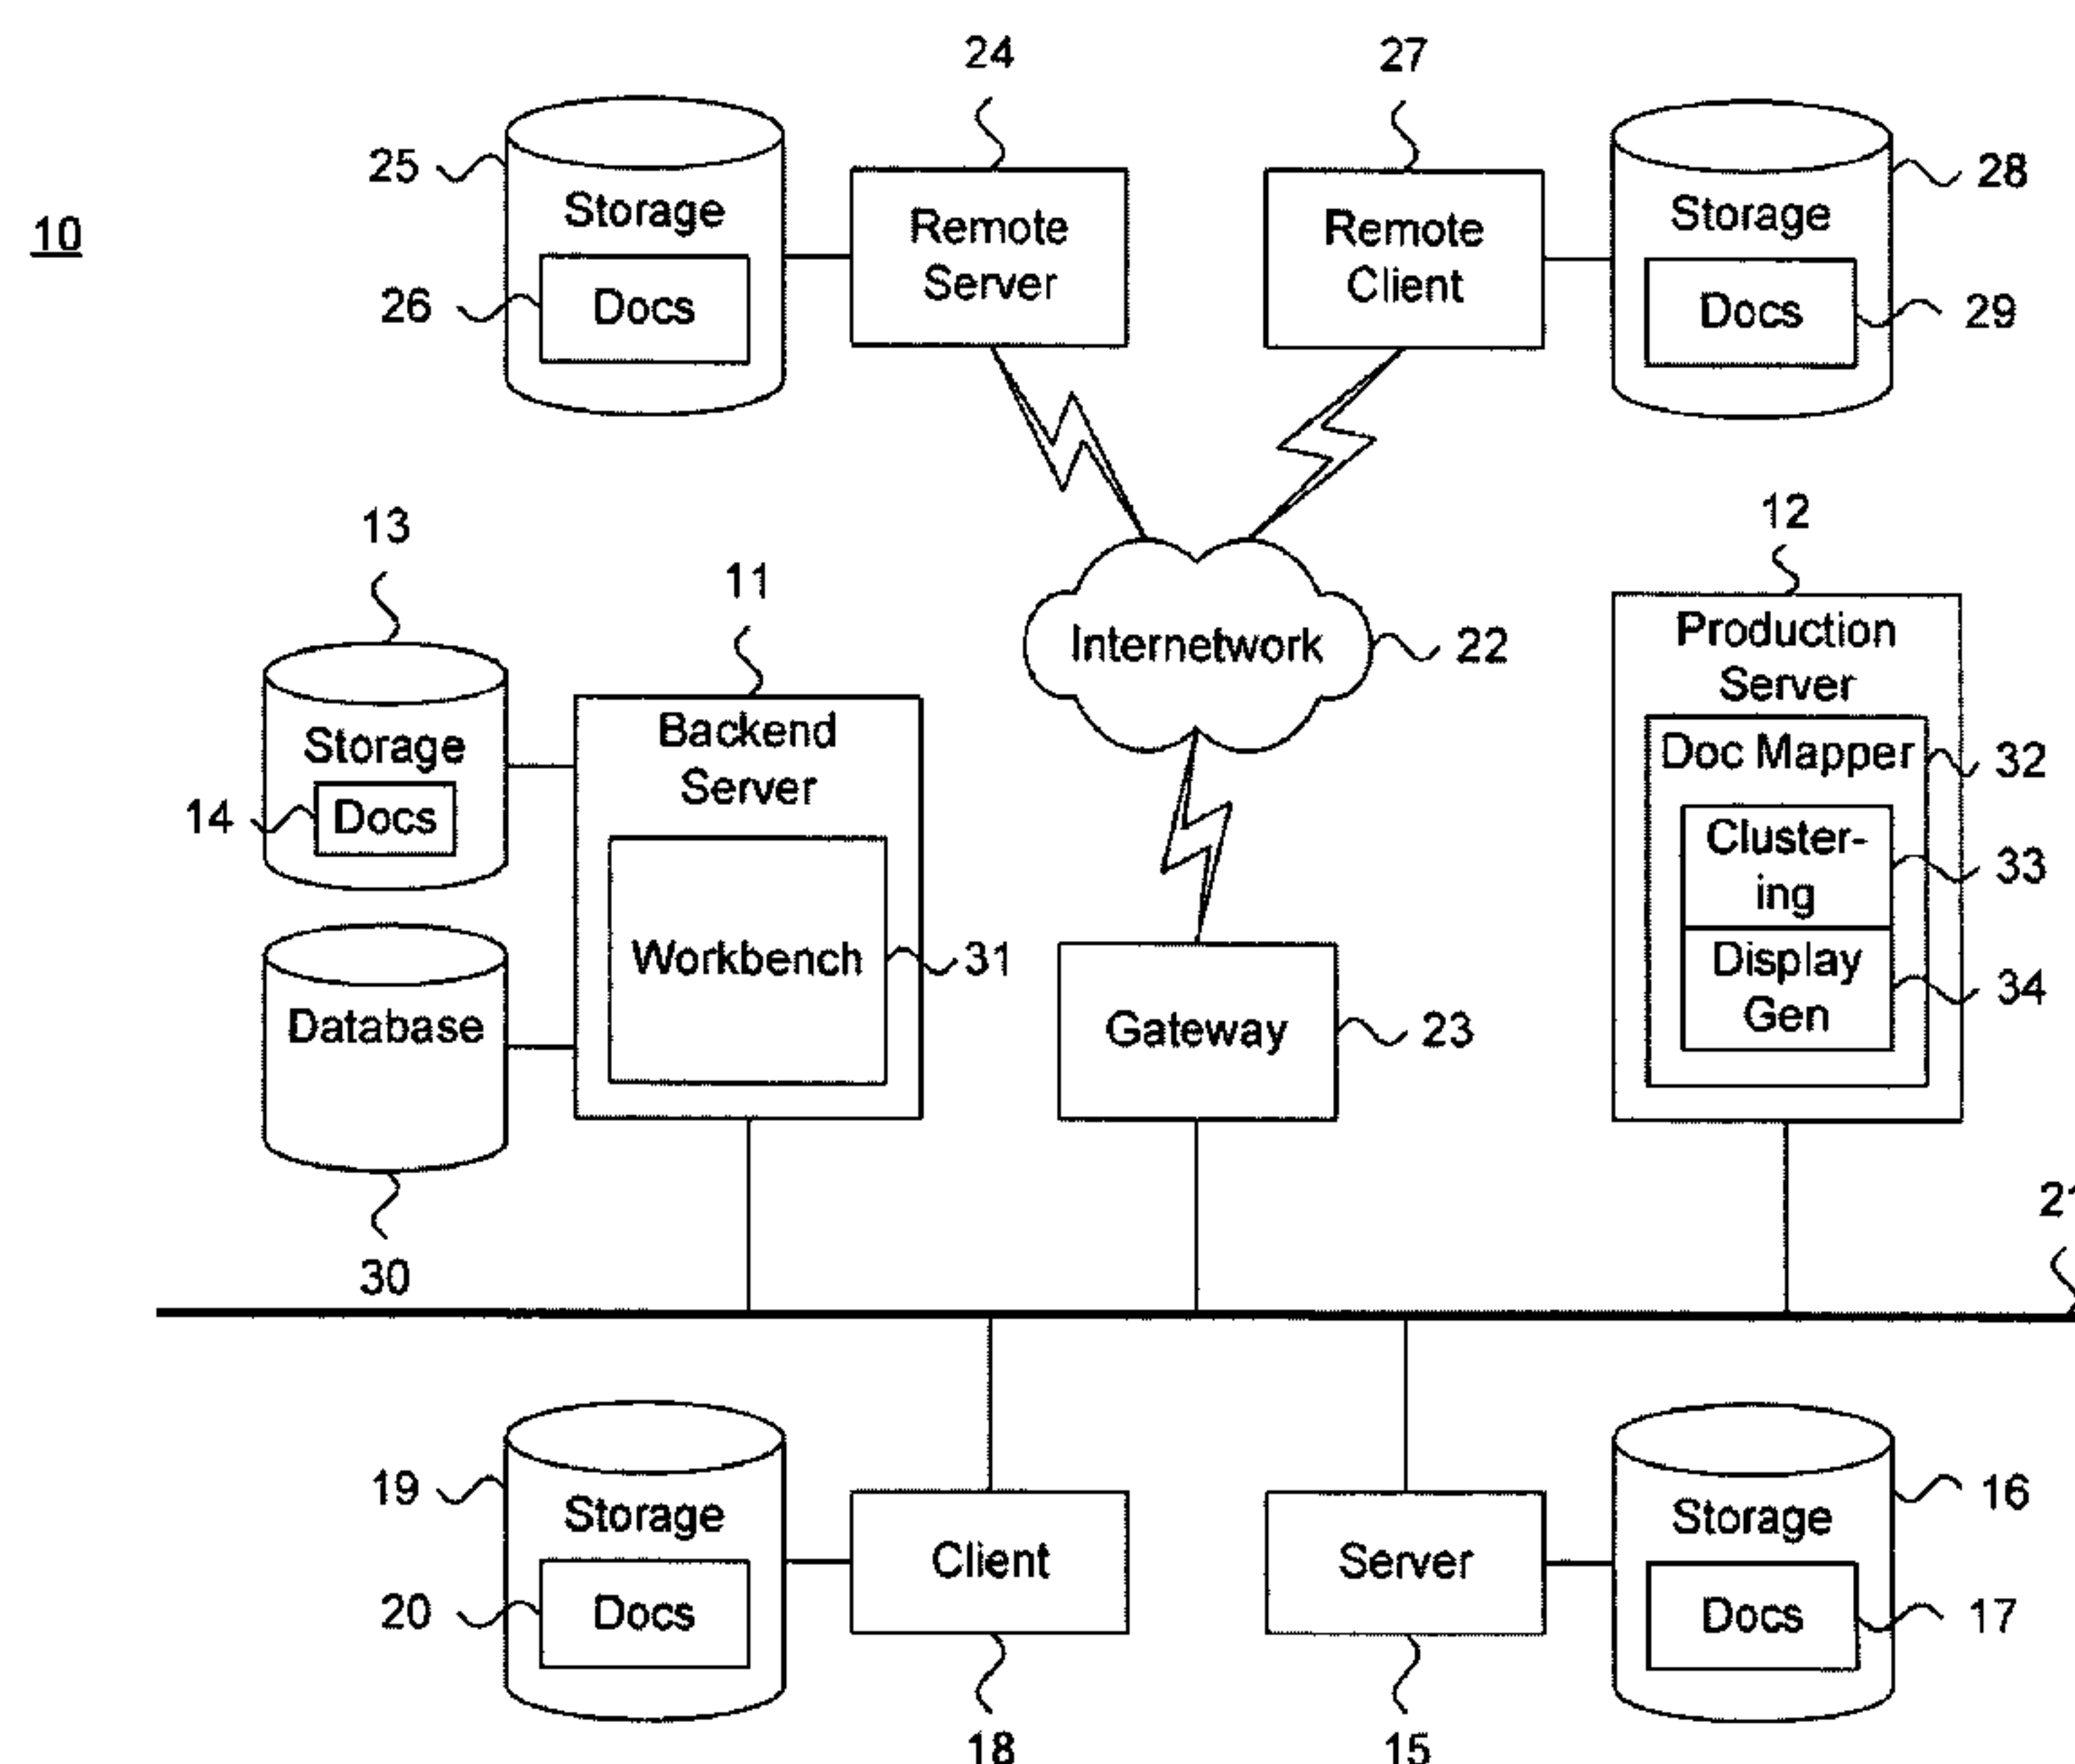 24
27
25
Storage
Remote
Server
Remote
Client
Storage
28
10
26
Docs
Docs
29
13
11
12
Internetwork
22
Production
Server
Storage
Backend
Server
Doc Mapper
32
14
Docs
Cluster-
ing
33
Workbench
31
Display
Gen
34
Database
Gateway
23
30
19
Storage
Client
Server
Storage
16
20
Docs
Docs
17
18
15